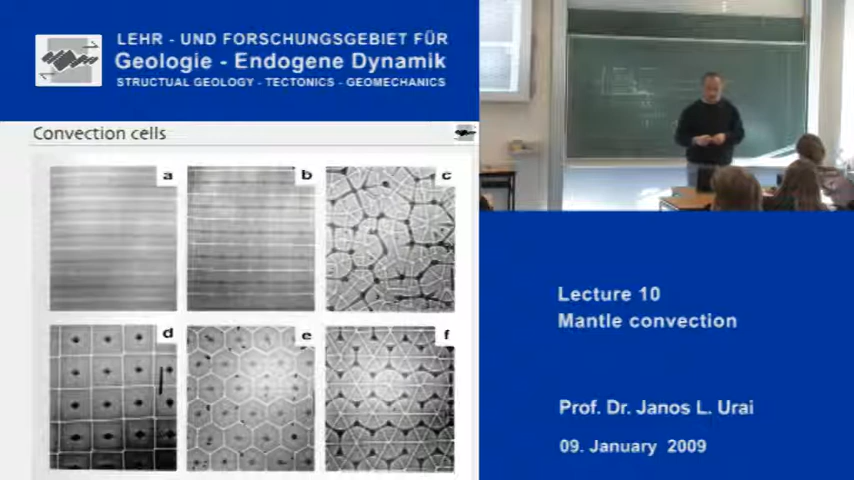 LEHR - UND FORSCHUNGSGEBIET FÜR
Geologie - Endogene Dynamik
STRUCTUAL GEOLOGY - TECTONICS - GEOMECHANICS
Convection cells
a
b
c
d
e
f
Lecture 10
Mantle convection
Prof. Dr. Janos L. Urai
09. January 2009